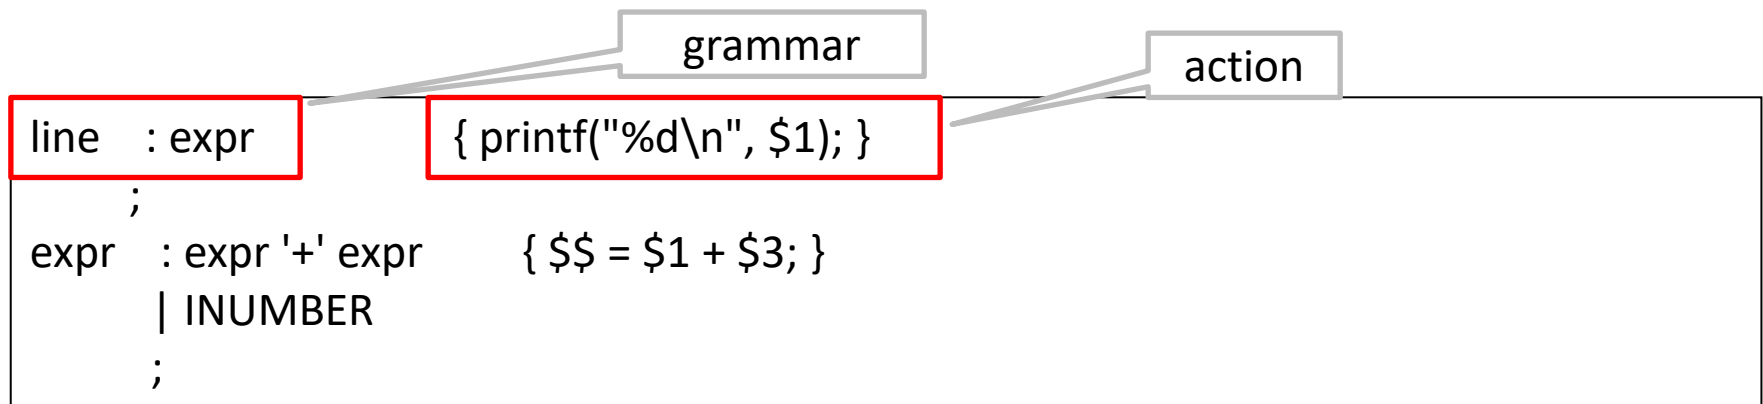 grammar
action
line : expr { printf("%d\n", $1); }
;
expr : expr '+' expr { $$ = $1 + $3; }
| INUMBER
;